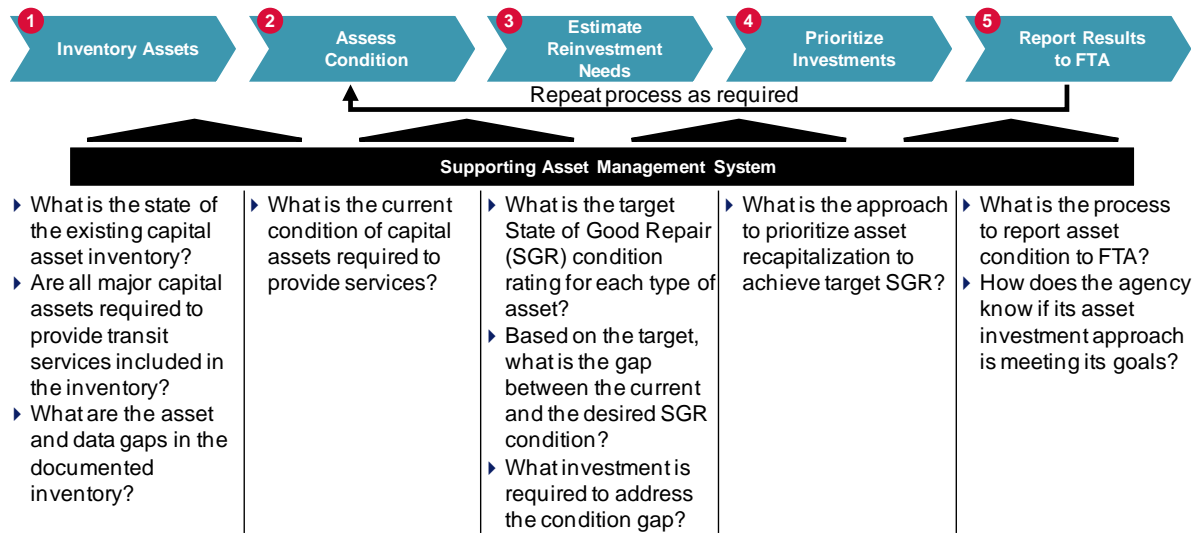 1
Inventory Assets
2
Assess
Condition
3
Estimate
Reinvestment
Needs
4
Prioritize
Investments
5
Report Results
to FTA
Repeat process as required
Supporting Asset Management System
What is the state of
the existing capital
asset inventory?
Are all major capital
assets required to
provide transit
services included in
the inventory?
What are the asset
and data gaps in the
documented
inventory?
What is the current
condition of capital
assets required to
provide services?
What is the target
State of Good Repair
(SGR) condition
rating for each type of
asset?
Based on the target,
what is the gap
between the current
and the desired SGR
condition?
What investment is
required to address
the condition gap?
What is the approach
to prioritize asset
recapitalization to
achieve target SGR?
What is the process
to report asset
condition to FTA?
How does the agency
know if its asset
investment approach
is meeting its goals?